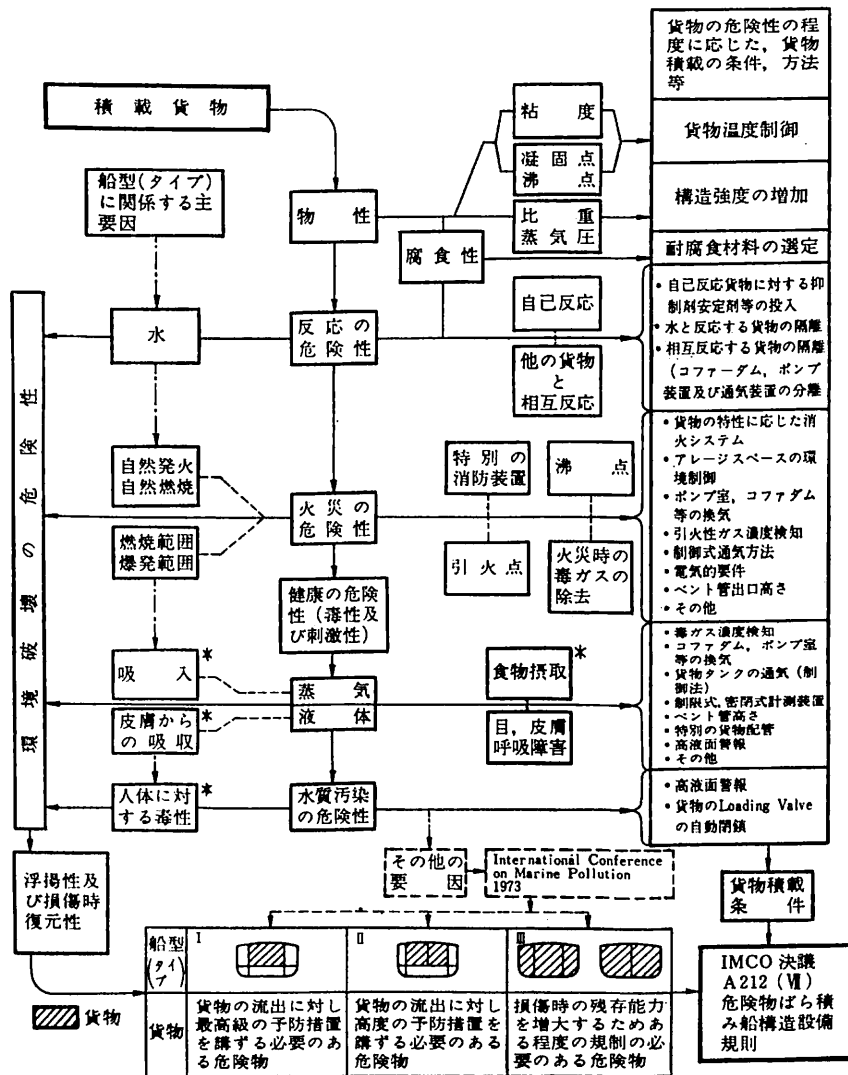 積載貨物
船型(タイプ)
に関係する主
要因
水
自然発火
自然燃焼
燃焼範囲
爆発範囲
吸入*
皮膚から*
の吸収
人体に対*
する毒性
環境破壊の危険性
浮揚性及
び損傷時
復元性
物性
反応の
危険性
火災の
危険性
健康の危険
性(毒性及
び刺激性)
蒸気
液体
水質汚染
の危険性
粘度
凝固点
沸点
比重
蒸気圧
腐食性
自己反応
他の貨物
と
相互反応
特別の
消防装置
引火点
沸点
火災時の
毒ガスの
除去
食物摂取*
目,皮膚
呼吸障害
その他の
要因
International Conference
on Marine Pollution
1973
貨物の危険性の程
度に応じた,貨物
積載の条件,方法
等
貨物温度制御
構造強度の増加
耐腐食材料の選定
•自己反応貨物に対する抑
制剤安定剤等の投入
•水と反応する貨物の隔離
•相互反応する貨物の隔離
(コファーダム,ポンプ
装置及び通気装置の分離
•貨物の特性に応じた消
火システム
•アレージスペースの環
境制御
•ポンプ室,コファダム
等の換気
•引火性ガス濃度検知
•制御式通気方法
•電気的要件
•ベント管出口高さ
•その他
•毒ガス濃度検知
•コファダム,ポンプ室
等の換気
•貨物タンクの通気(制
御法)
•制限式,密閉式計測装置
•ベント管高さ
•特別の貨物配管
•高液面警報
•その他
•高液面警報
•貨物のLoading Valve
の自動閉鎖
貨物積載
条件
IMCO決議
A212(Ⅶ)
危険物ばら積
み船構造設備
規則
船型
(タイプ)
Ⅰ
Ⅱ
Ⅲ
貨物
貨物
貨物の流出に対し
最高級の予防措置
を講ずる必要のあ
る危険物
貨物の流出に対し
高度の予防措置を
講ずる必要のある
危険物
損傷時の残存能力
を増大するためあ
る程度の規制の必
要のある危険物